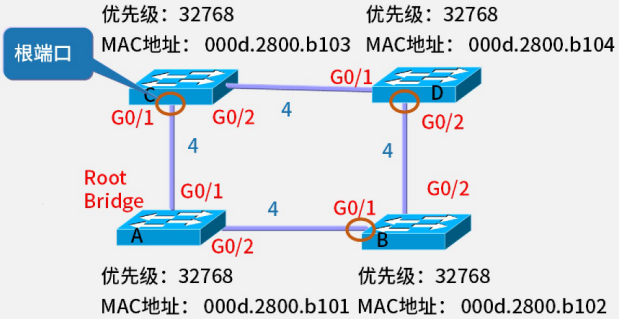 优先级：32768
优先级：32768
MAC地址： 000d.2800.b103
MAC地址： 000d.2800.b104
根端口
G0/1
C
D
G0/1
G0/2
4
G0/2
4
4
Root
Bridge
G0/1
4
G0/1
G0/2
A
G0/2
B
优先级：32768
优先级：32768
MAC地址： 000d.2800.b101
MAC地址： 000d.2800.b102